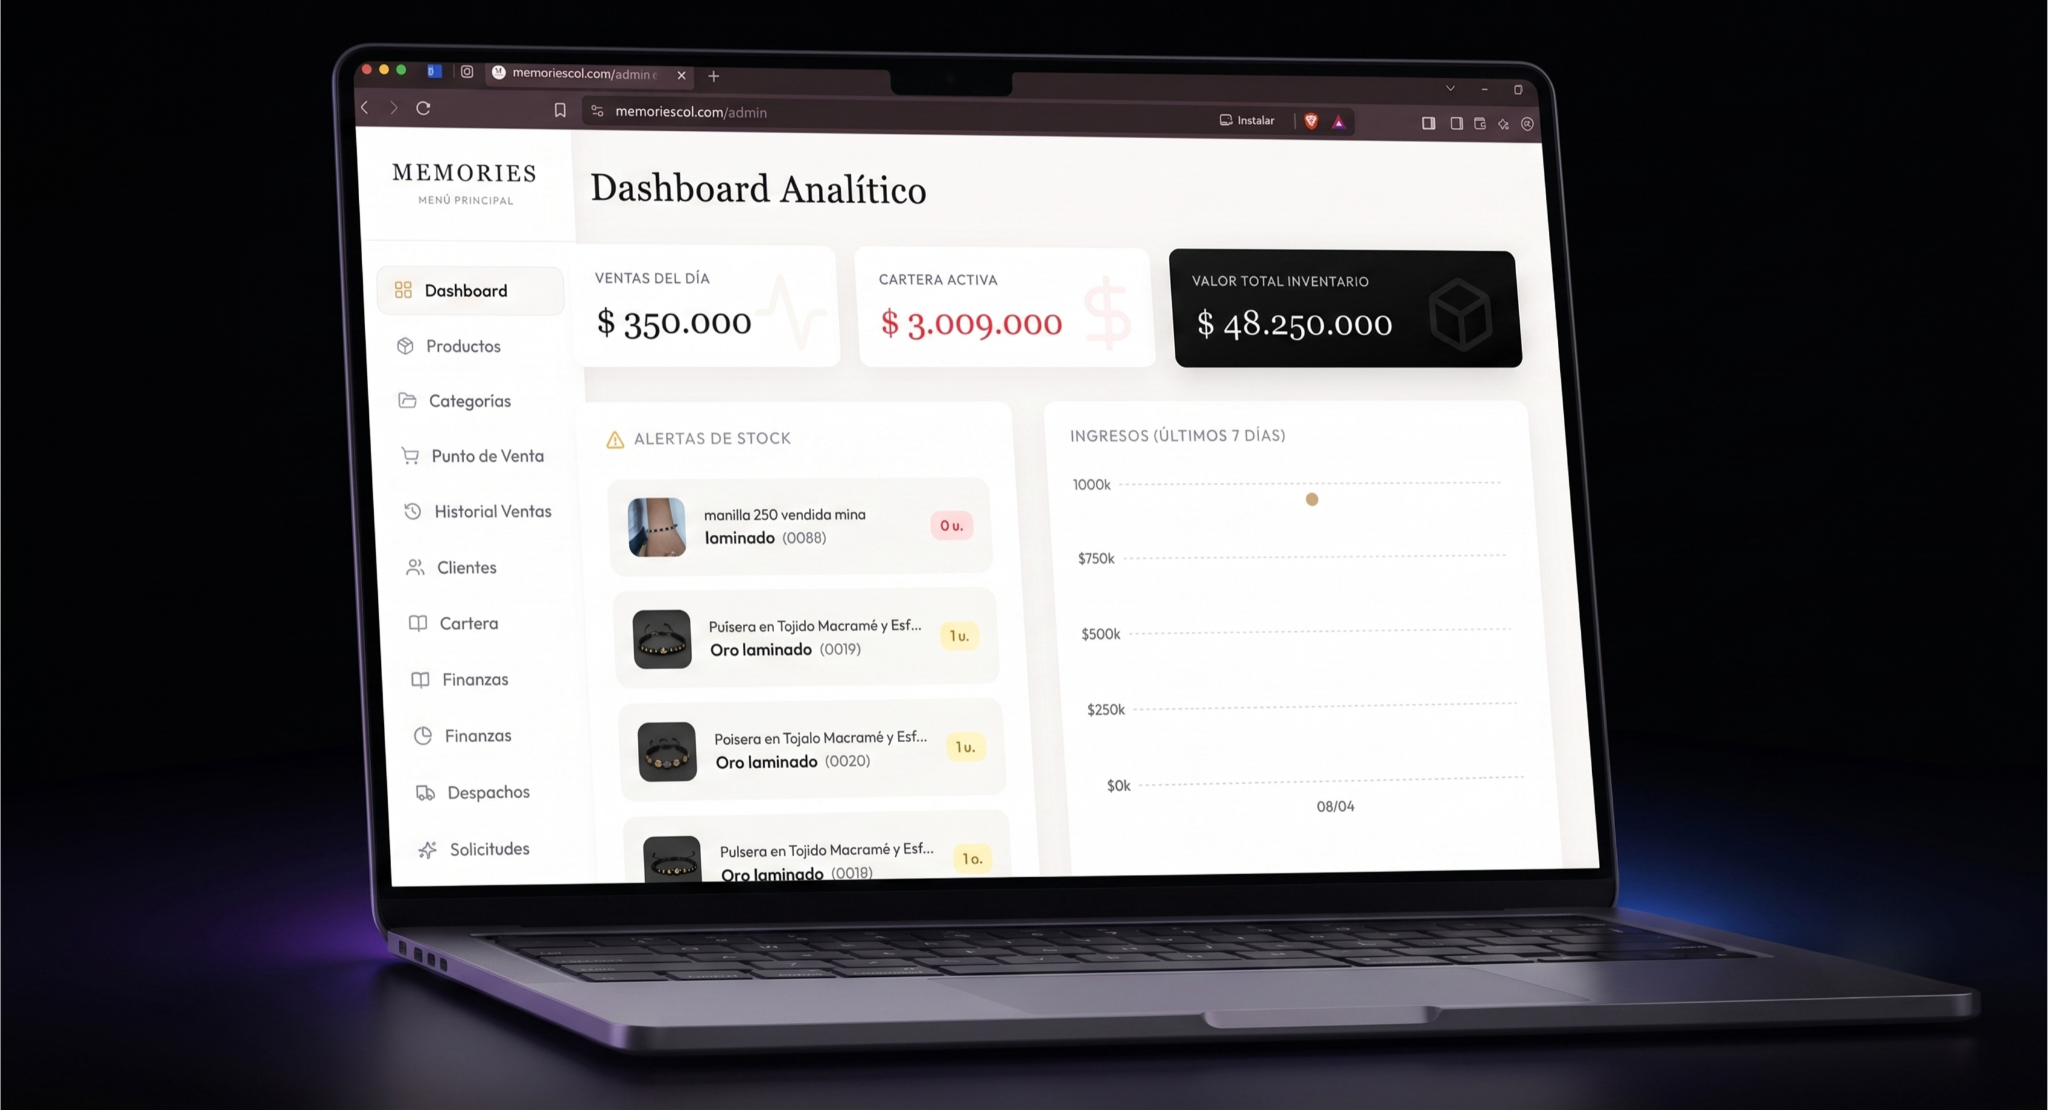 memoriescol.com/admin
memoriescol.com/admin
Instalar
MEMORIES
MENÚ PRINCIPAL
Dashboard
Productos
Categorías
Punto de Venta
Historial Ventas
Clientes
Cartera
Finanzas
Finanzas
Despachos
Solicitudes
Dashboard Analítico
VENTAS DEL DÍA
$ 350.000
CARTERA ACTIVA
$ 3.009.000
VALOR TOTAL INVENTARIO
$ 48.250.000
ALERTAS DE STOCK
manilla 250 vendida mina
laminado (0088)
0 u.
Puísera en Tojido Macramé y Esf...
Oro laminado (0019)
1 u.
Poisera en Tojalo Macramé y Esf...
Oro laminado (0020)
1 u.
Pulsera en Tojido Macramé y Esf...
Oro laminado (0018)
1 o.
INGRESOS (ÚLTIMOS 7 DÍAS)
1000k
$750k
$500k
$250k
$0k
08/04